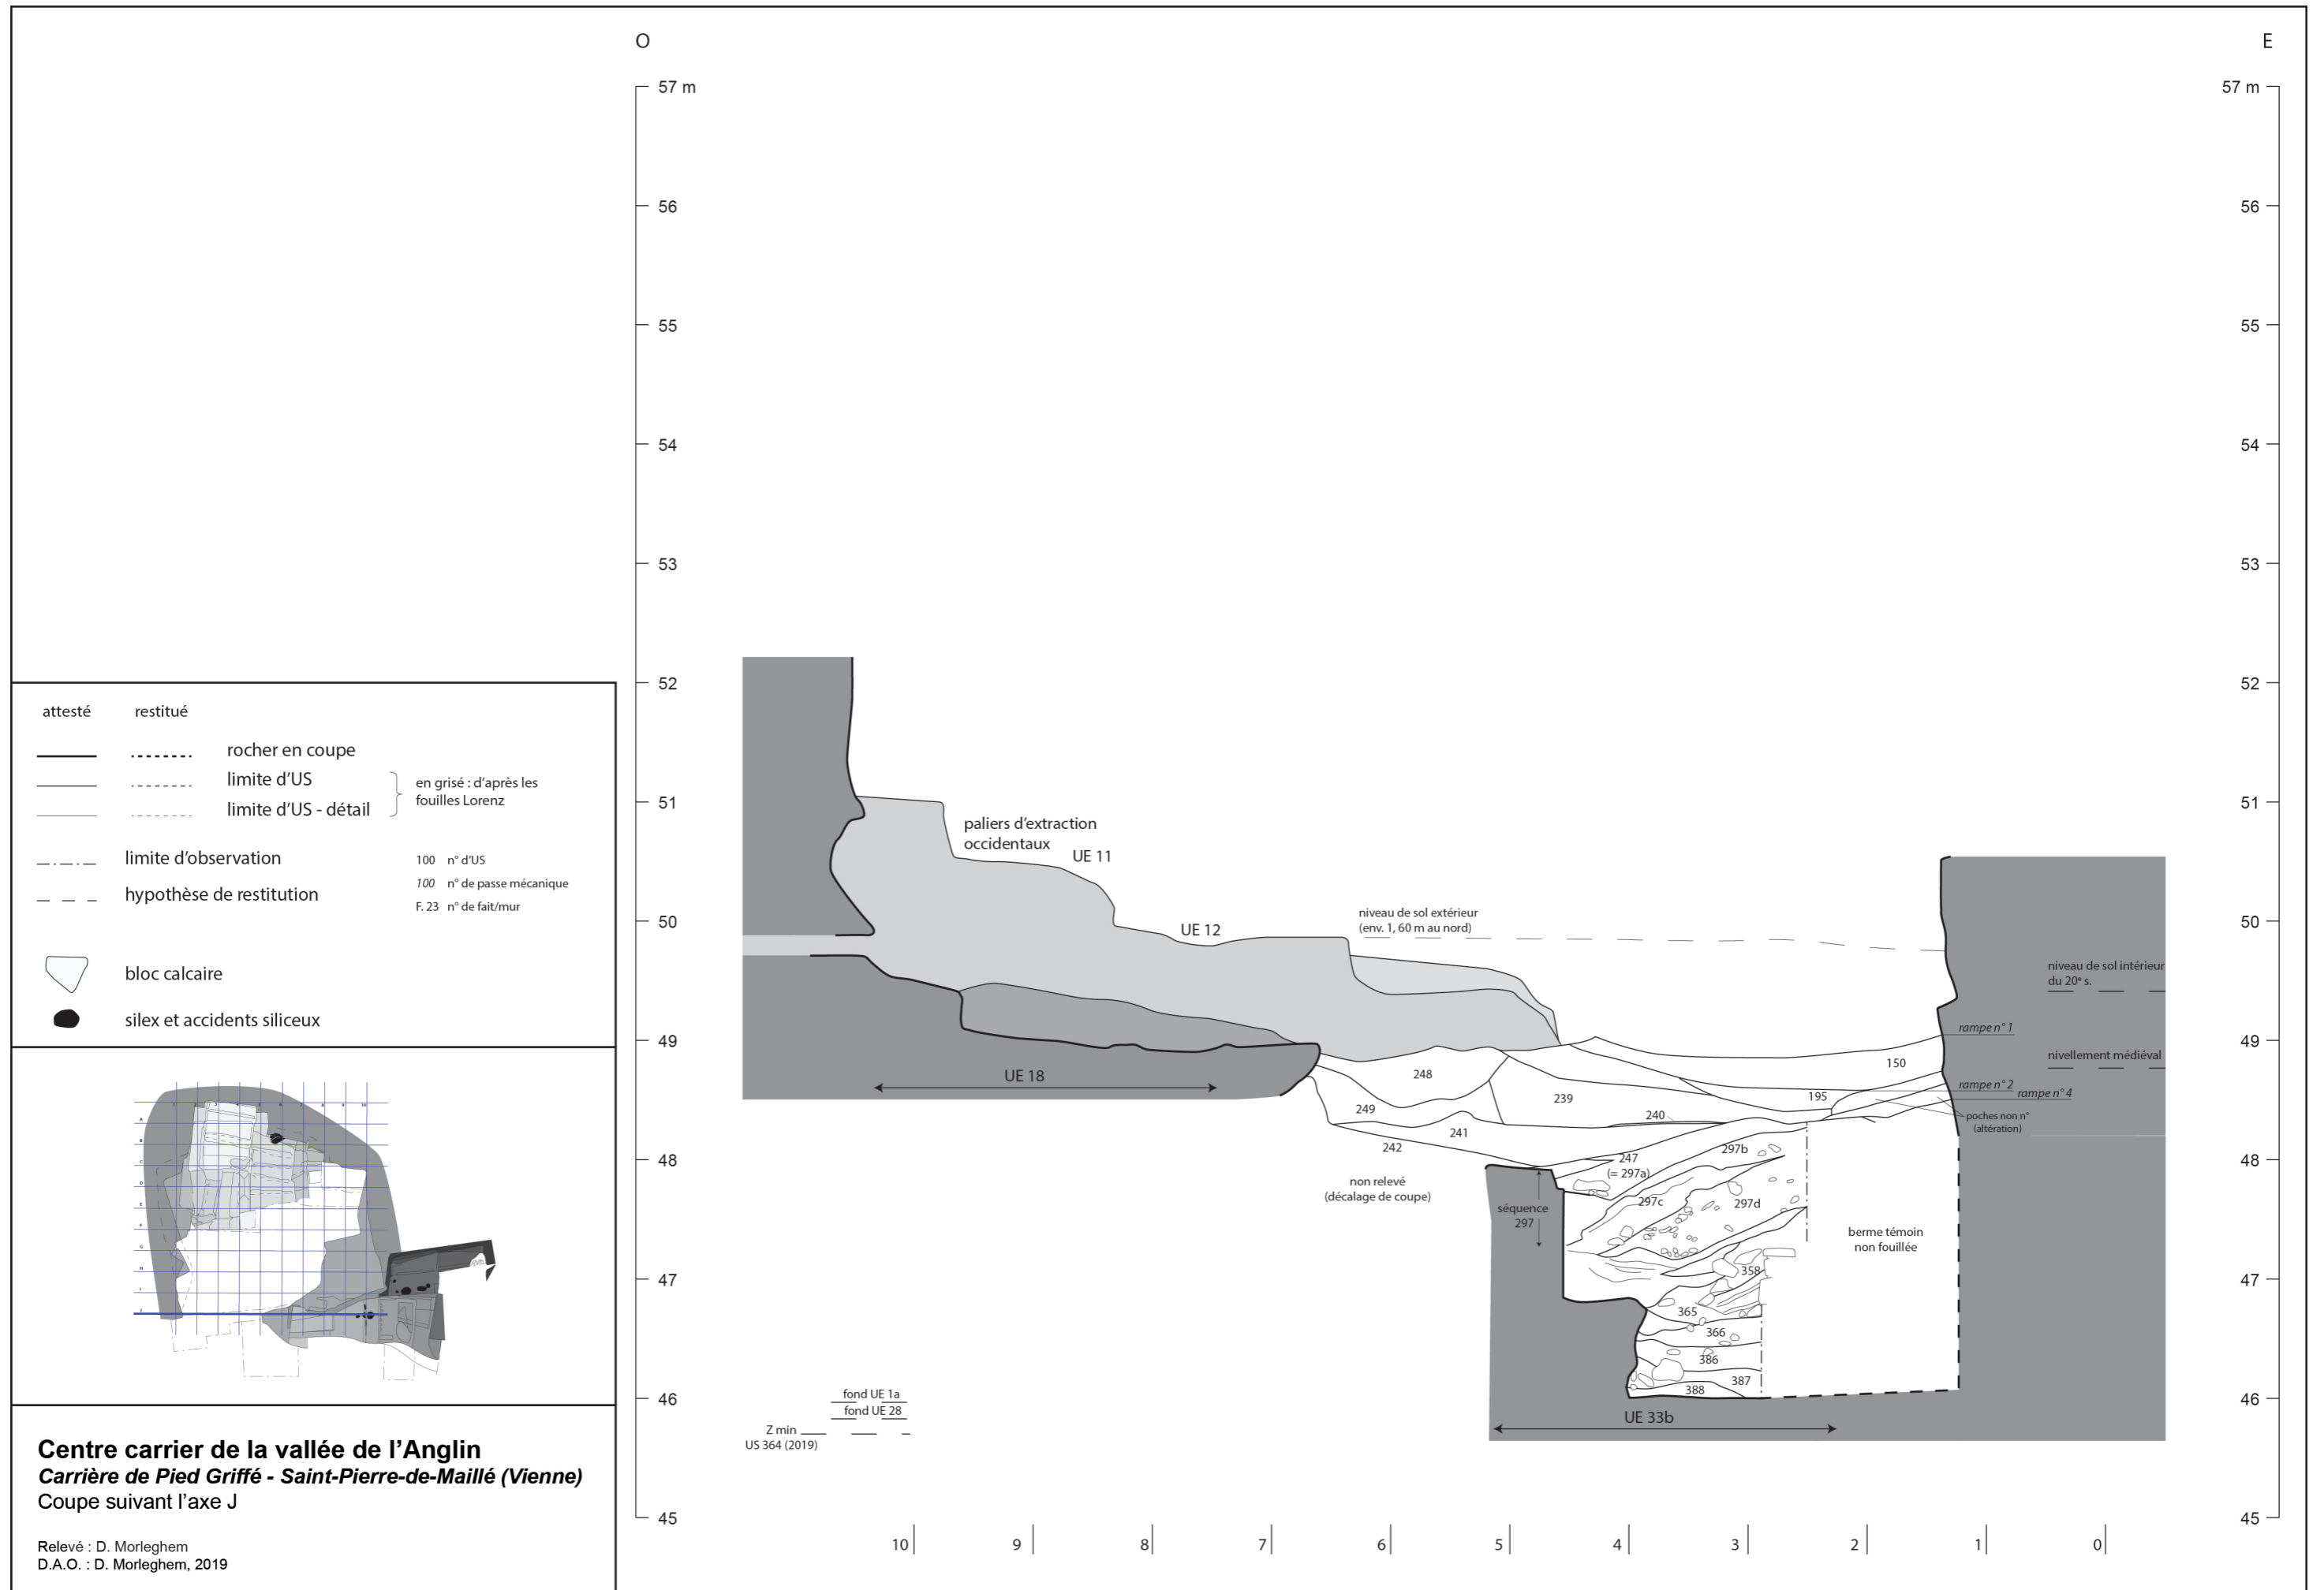 O
E
57 m
56
55
54
53
52
51
50
49
48
47
46
45
57 m
56
55
54
53
52
51
50
49
48
47
46
45
attesté restitué
rocher en coupe
limite d'US
limite d'US - détail
en grisé : d'après les
fouilles Lorenz
limite d'observation
hypothèse de restitution
100 n° d'US
100 n° de passe mécanique
F. 23 n° de fait/mur
bloc calcaire
silex et accidents siliceux
Centre carrier de la vallée de l'Anglin
Carrière de Pied Griffé - Saint-Pierre-de-Maillé (Vienne)
Coupe suivant l'axe J
Relevé : D. Morleghem
D.A.O. : D. Morleghem, 2019
paliers d'extraction
occidentaux
UE 11
UE 12
niveau de sol extérieur
(env. 1, 60 m au nord)
niveau de sol intérieur
du 20e s.
rampe n° 1
nivellement médiéval
rampe n° 2
rampe n° 4
poches non n°
(altération)
UE 18
248
249
239
240
241
242
150
195
247
(= 297a)
297b
297c
297d
non relevé
(décalage de coupe)
séquence
297
berme témoin
non fouillée
358
365
366
386
387
388
UE 33b
fond UE 1a
fond UE 28
Z min
US 364 (2019)
10 9 8 7 6 5 4 3 2 1 0